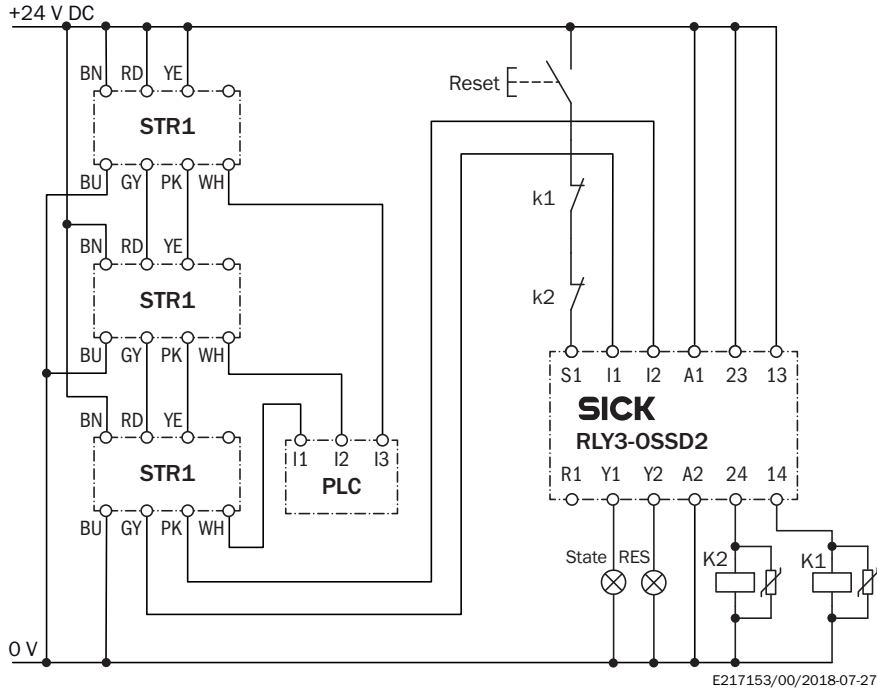 +24 V DC
BN RD YE
STR1
BU GY PK WH
Reset
k1
BN RD YE
STR1
BU GY PK WH
k2
BN RD YE
STR1
BU GY PK WH
I1 I2 I3
PLC
S1 I1 I2 A1 23 13
SICK
RLY3-OSSD2
R1 Y1 Y2 A2 24 14
State RES K2 K1
0 V
E217153/00/2018-07-27